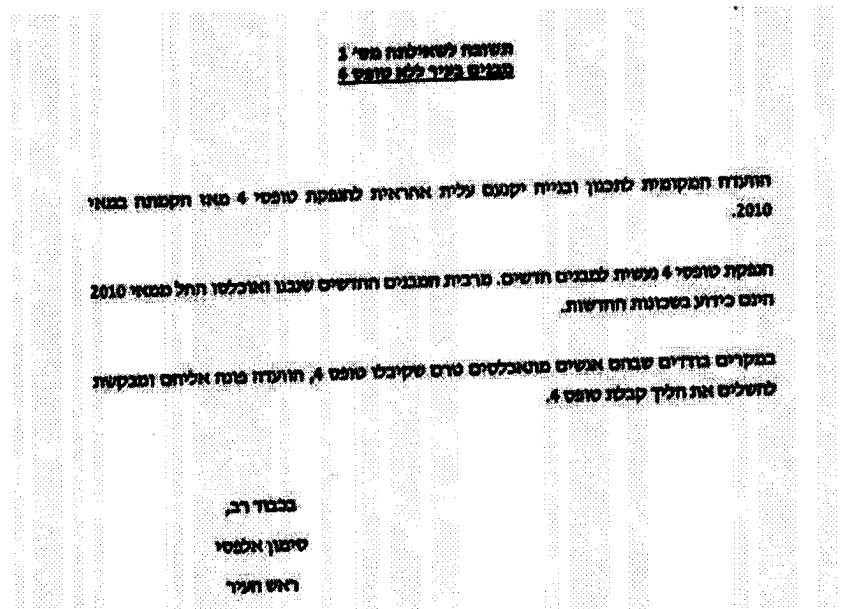 תשובה לשאילתה מס' 1
מבנים בעיר ללא טופס 4
הוועדה המקומית לתכנון ובנייה יקנעם עלית אחראית להנפקת טופסי 4 מאז הקמתה במאי
2010.
הנפקת טופסי 4 נעשית למבנים חדשים. מרבית המבנים החדשים שנבנו ואוכלסו החל ממאי 2010
הינם כידוע בשכונות החדשות.
במקרים בודדים שבהם אנשים מתאכלסים טרם שקיבלו טופס 4, הוועדה פונה אליהם ומבקשת
להשלים את הליך קבלת טופס 4.
בכבוד רב,
סימון אלפסי
ראש העיר